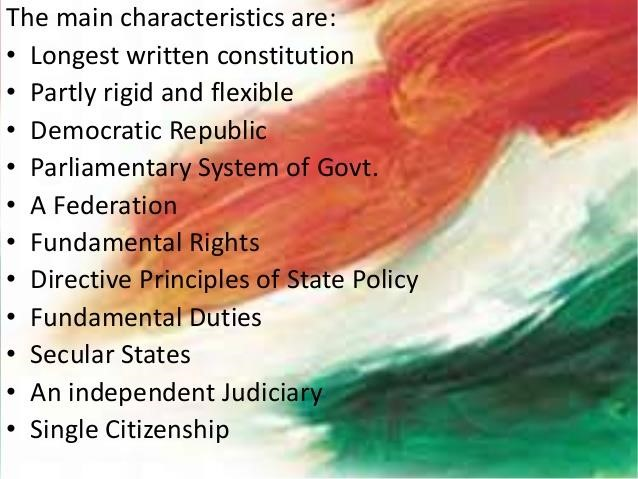 The main characteristics are:
• Longest written constitution
• Partly rigid and flexible
• Democratic Republic
• Parliamentary System of Govt.
• A Federation
• Fundamental Rights
• Directive Principles of State Policy
• Fundamental Duties
• Secular States
• An independent Judiciary
• Single Citizenship